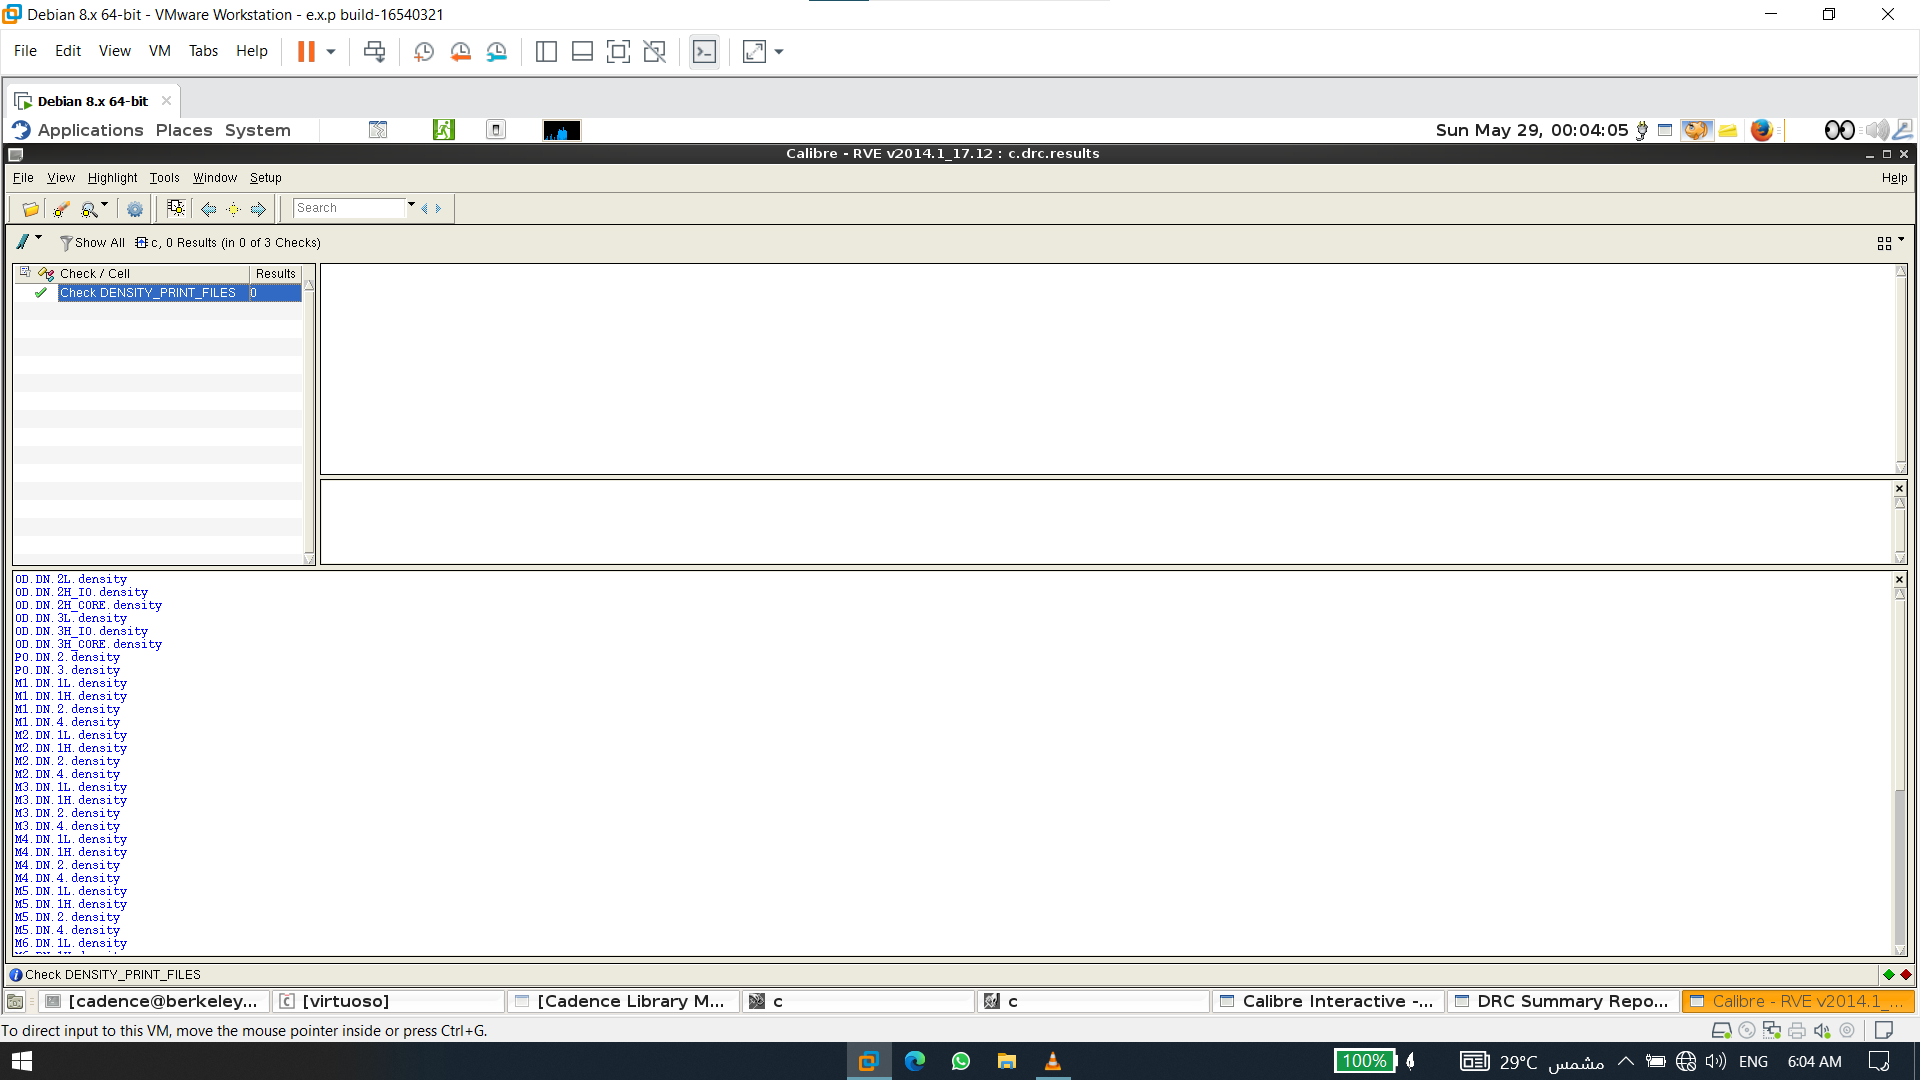 Debian 8.x 64-bit - VMware Workstation - e.x.p build-16540321
File Edit View VM Tabs Help
Debian 8.x 64-bit
Applications Places System
Sun May 29, 00:04:05
Calibre - RVE v2014.1_17.12 : c.drc.results
File View Highlight Tools Window Setup Help
Search
Show All c, 0 Results (in 0 of 3 Checks)
Check / Cell Results
Check DENSITY_PRINT_FILES 0
OD.DN.2L.density
OD.DN.2H_IO.density
OD.DN.2H_CORE.density
OD.DN.3L.density
OD.DN.3H_IO.density
OD.DN.3H_CORE.density
PO.DN.2.density
PO.DN.3.density
M1.DN.1L.density
M1.DN.1H.density
M1.DN.2.density
M1.DN.4.density
M2.DN.1L.density
M2.DN.1H.density
M2.DN.2.density
M2.DN.4.density
M3.DN.1L.density
M3.DN.1H.density
M3.DN.2.density
M3.DN.4.density
M4.DN.1L.density
M4.DN.1H.density
M4.DN.2.density
M4.DN.4.density
M5.DN.1L.density
M5.DN.1H.density
M5.DN.2.density
M5.DN.4.density
M6.DN.1L.density
Check DENSITY_PRINT_FILES
[cadence@berkeley... [virtuoso] [Cadence Library M... c c Calibre Interactive -... DRC Summary Repo... Calibre - RVE v2014.1_...
To direct input to this VM, move the mouse pointer inside or press Ctrl+G.
100% 29°C مشمس ENG 6:04 AM